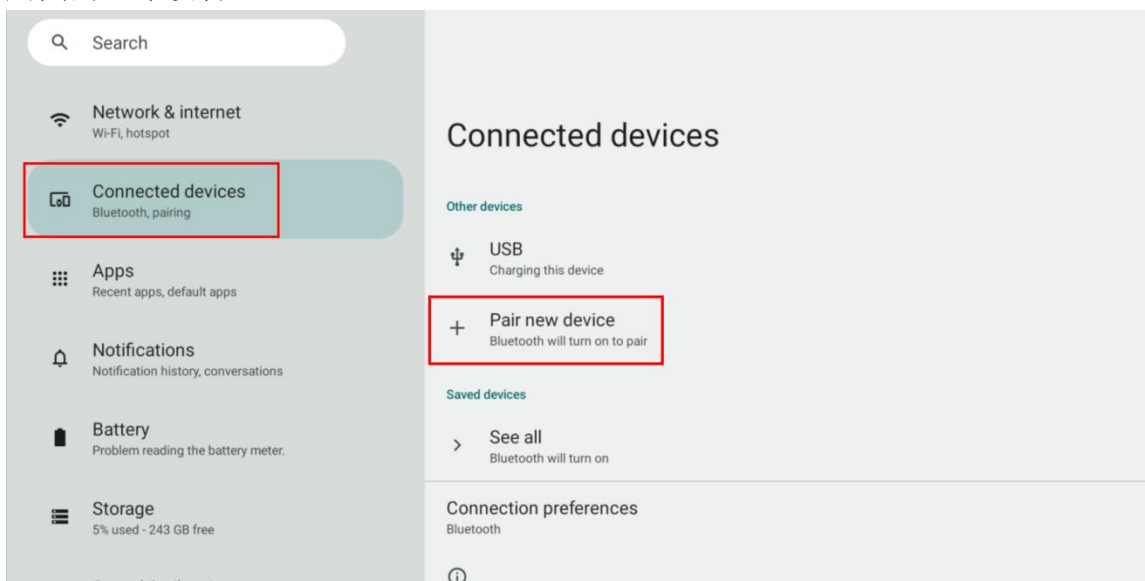 Search
Network & internet
Wi-Fi, hotspot
Connected devices
Bluetooth, pairing
Apps
Recent apps, default apps
Notifications
Notification history, conversations
Battery
Problem reading the battery meter.
Storage
5% used - 243 GB free
Connected devices
Other devices
USB
Charging this device
Pair new device
Bluetooth will turn on to pair
Saved devices
See all
Bluetooth will turn on
Connection preferences
Bluetooth